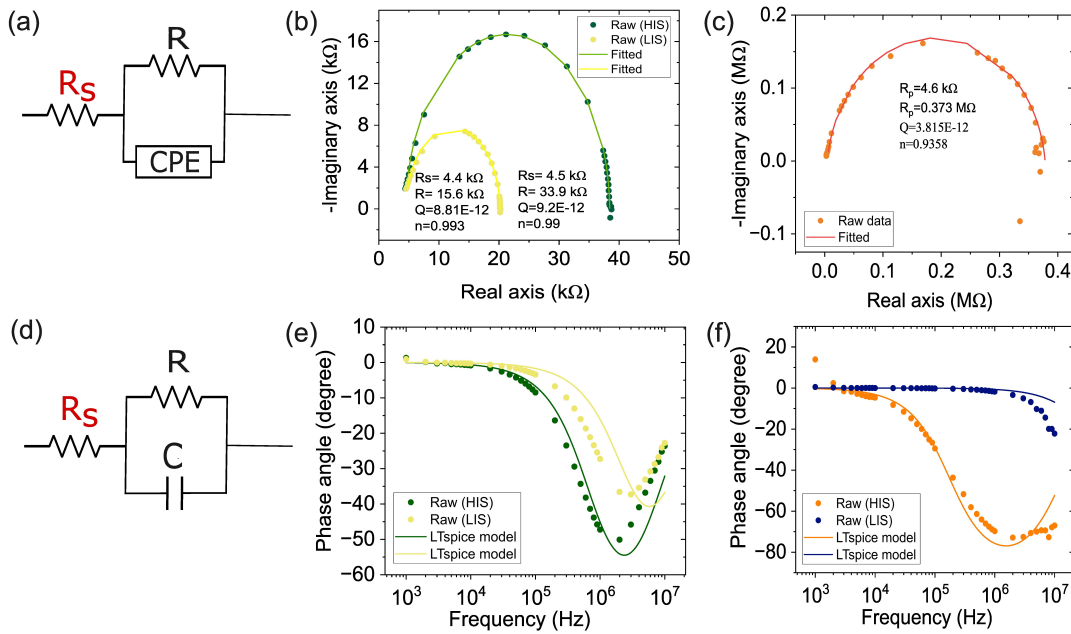 (a)
R
Rs
CPE
(b)
-Imaginary axis (kΩ)
20
16
12
8
4
0
0 10 20 30 40 50
Real axis (kΩ)
Raw (HIS)
Raw (LIS)
Fitted
Fitted
Rs= 4.4 kΩ
R= 15.6 kΩ
Q=8.81E-12
n=0.993
Rs= 4.5 kΩ
R= 33.9 kΩ
Q=9.2E-12
n=0.99
(c)
-Imaginary axis (MΩ)
0.2
0.1
0.0
−0.1
0.0 0.1 0.2 0.3 0.4
Real axis (MΩ)
Rp=4.6 kΩ
Rp=0.373 MΩ
Q=3.815E-12
n=0.9358
Raw data
Fitted
(d)
R
Rs
C
(e)
Phase angle (degree)
10
0
−10
−20
−30
−40
−50
−60
10³ 10⁴ 10⁵ 10⁶ 10⁷
Frequency (Hz)
Raw (HIS)
Raw (LIS)
LTspice model
LTspice model
(f)
Phase angle (degree)
20
0
−20
−40
−60
−80
10³ 10⁴ 10⁵ 10⁶ 10⁷
Frequency (Hz)
Raw (HIS)
Raw (LIS)
LTspice model
LTspice model